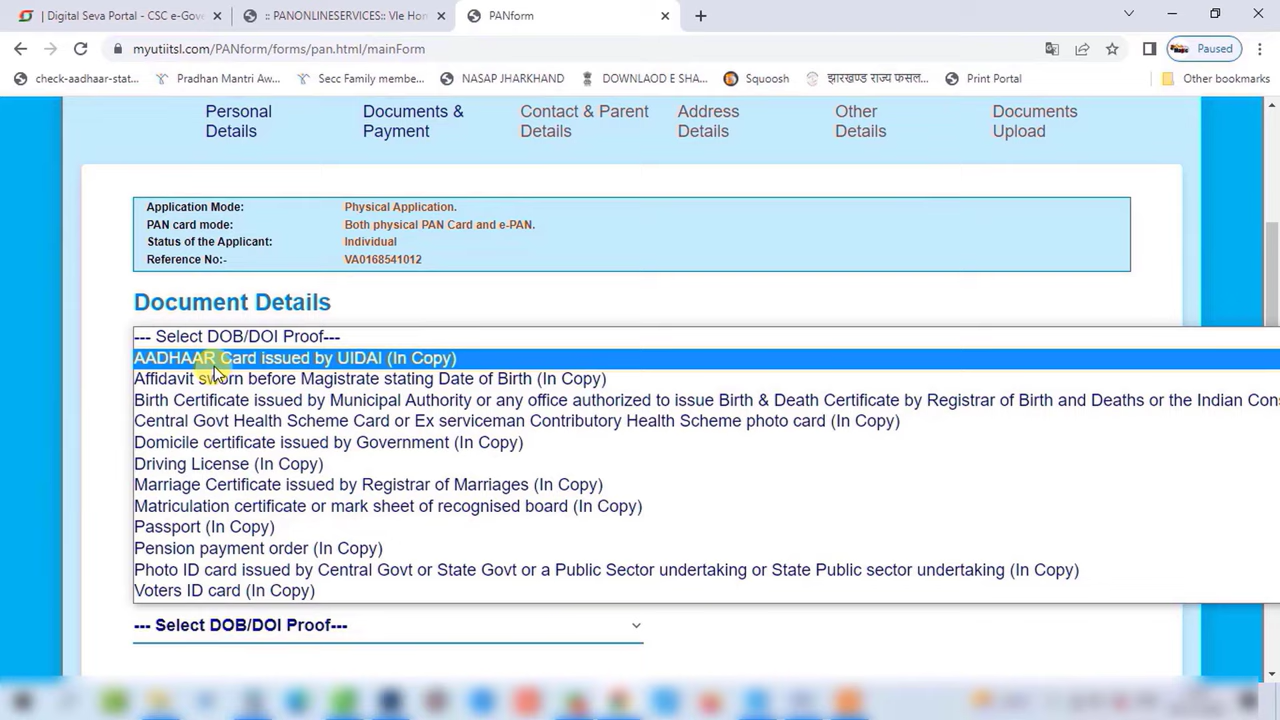 | Digital Seva Portal - CSC e-Gove
:: PANONLINESERVICES:: Vle Hom
PANform
myutiitsl.com/PANform/forms/pan.html/mainForm
Paused
check-aadhaar-stat...
Pradhan Mantri Aw...
Secc Family membe...
NASAP JHARKHAND
DOWNLAOD E SHA...
Squoosh
झारखण्ड राज्य फसल...
Print Portal
Other bookmarks
Personal Details
Documents & Payment
Contact & Parent Details
Address Details
Other Details
Documents Upload
Application Mode: Physical Application.
PAN card mode: Both physical PAN Card and e-PAN.
Status of the Applicant: Individual
Reference No:- VA0168541012
Document Details
--- Select DOB/DOI Proof---
AADHAAR Card issued by UIDAI (In Copy)
Affidavit sworn before Magistrate stating Date of Birth (In Copy)
Birth Certificate issued by Municipal Authority or any office authorized to issue Birth & Death Certificate by Registrar of Birth and Deaths or the Indian Cons
Central Govt Health Scheme Card or Ex serviceman Contributory Health Scheme photo card (In Copy)
Domicile certificate issued by Government (In Copy)
Driving License (In Copy)
Marriage Certificate issued by Registrar of Marriages (In Copy)
Matriculation certificate or mark sheet of recognised board (In Copy)
Passport (In Copy)
Pension payment order (In Copy)
Photo ID card issued by Central Govt or State Govt or a Public Sector undertaking or State Public sector undertaking (In Copy)
Voters ID card (In Copy)
--- Select DOB/DOI Proof---